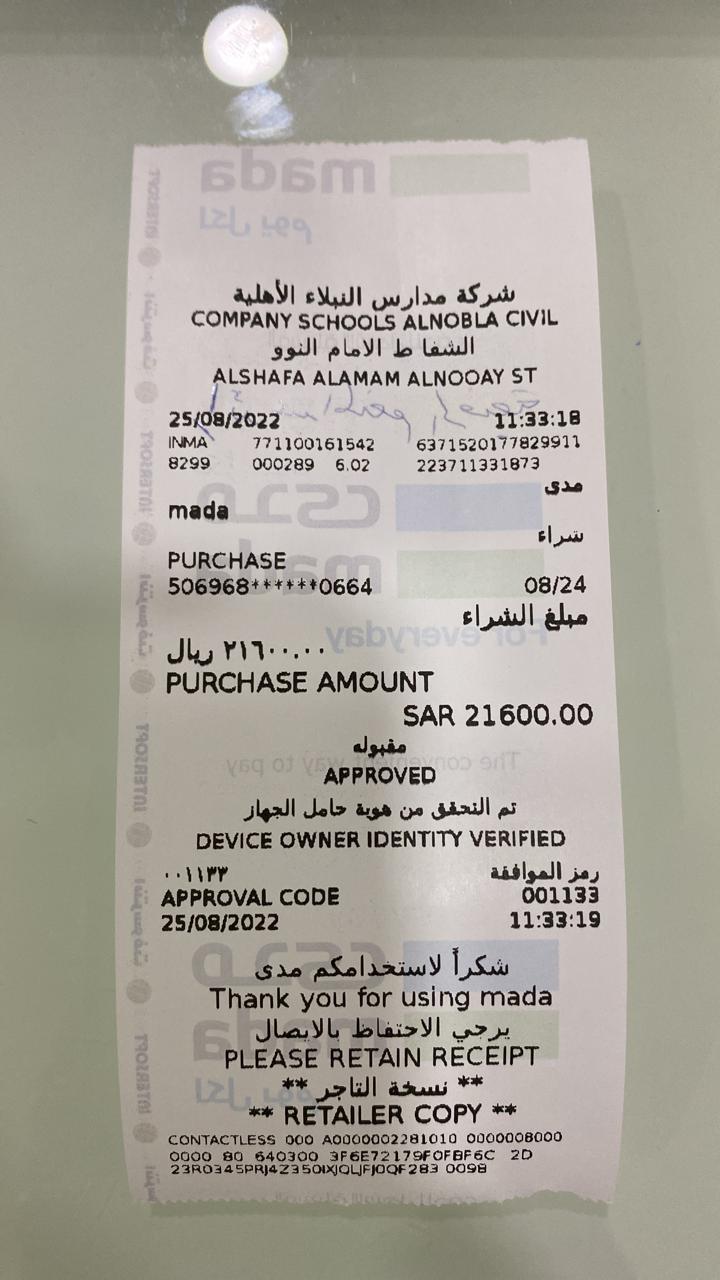 شركة مدارس النبلاء الأهلية
COMPANY SCHOOLS ALNOBLA CIVIL
الشفا ط الامام النوو
ALSHAFA ALAMAM ALNOOAY ST
25/08/2022 11:33:18
INMA 771100161542 6371520177829911
8299 000289 6.02 223711331873
مدى
mada
شراء
PURCHASE
506968******0664 08/24
مبلغ الشراء
٢١٦٠٠.٠٠ ريال
PURCHASE AMOUNT
SAR 21600.00
مقبوله
APPROVED
تم التحقق من هوية حامل الجهاز
DEVICE OWNER IDENTITY VERIFIED
رمز الموافقة ٠٠١١٣٣
APPROVAL CODE 001133
25/08/2022 11:33:19
شكراً لاستخدامكم مدى
Thank you for using mada
يرجي الاحتفاظ بالايصال
PLEASE RETAIN RECEIPT
** نسخة التاجر **
** RETAILER COPY **
CONTACTLESS 000 A0000002281010 0000008000
0000 80 640300 3F6E72179F0FBF6C 2D